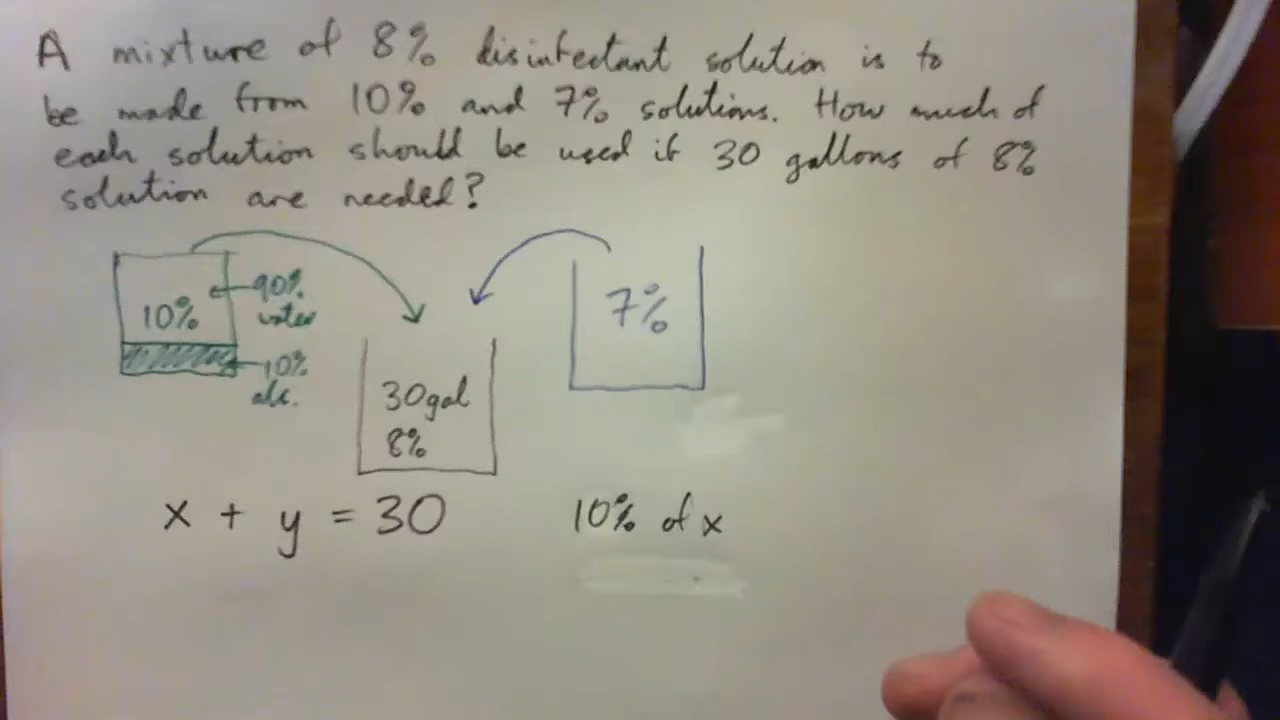 A mixture of 8% disinfectant solution is to
be made from 10% and 7% solutions. How much of
each solution should be used if 30 gallons of 8%
solution are needed?
10%
90%
water
10%
alc.
30gal
8%
7%
x + y = 30
10% of x